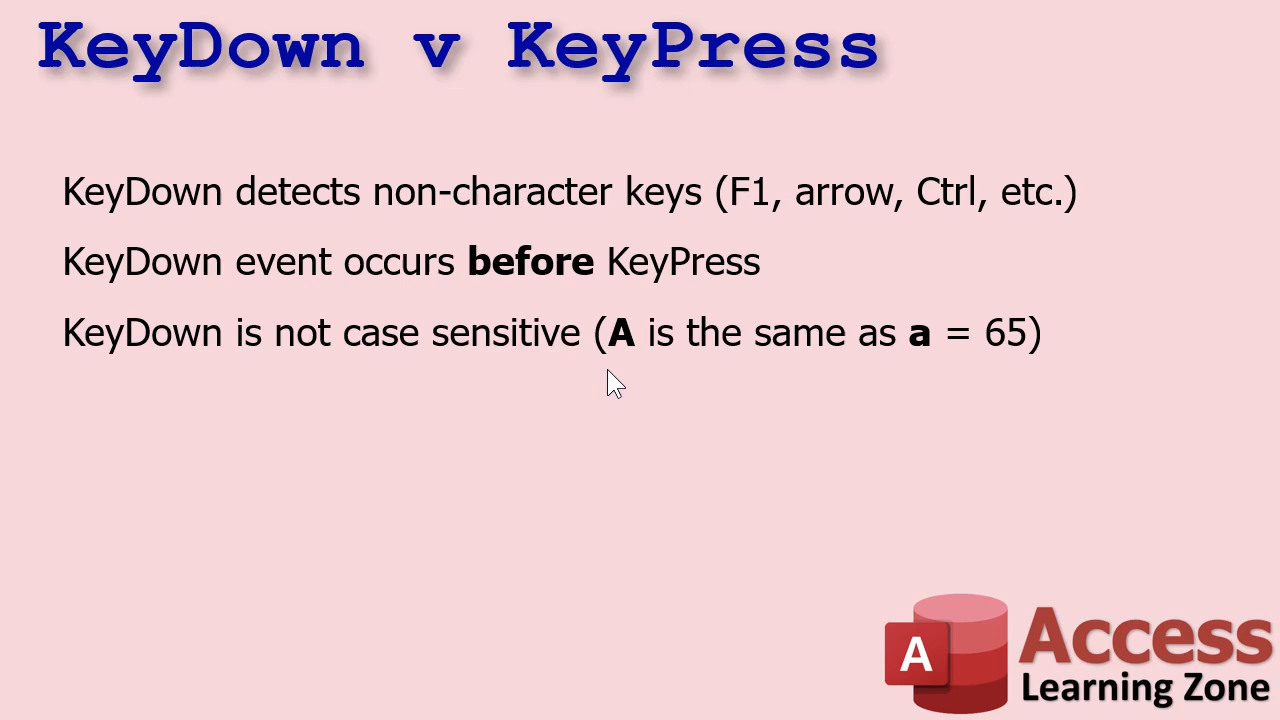 KeyDown v KeyPress
KeyDown detects non-character keys (F1, arrow, Ctrl, etc.)
KeyDown event occurs before KeyPress
KeyDown is not case sensitive (A is the same as a = 65)
A
Access
Learning Zone